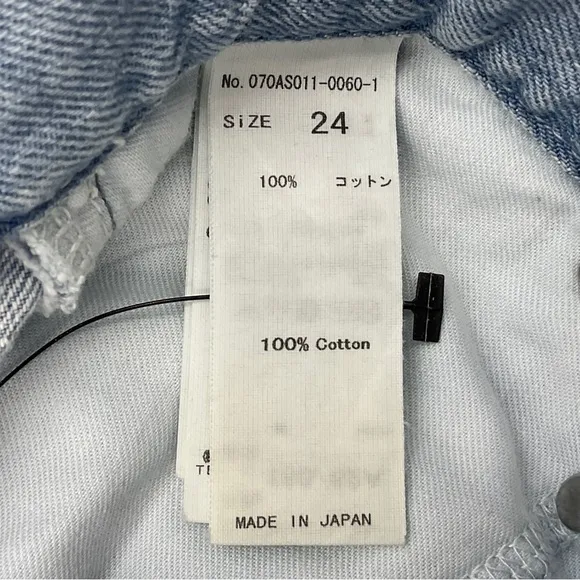 No. 070AS011-0060-1
SiZE 24
100% コットン
100% Cotton
MADE IN JAPAN